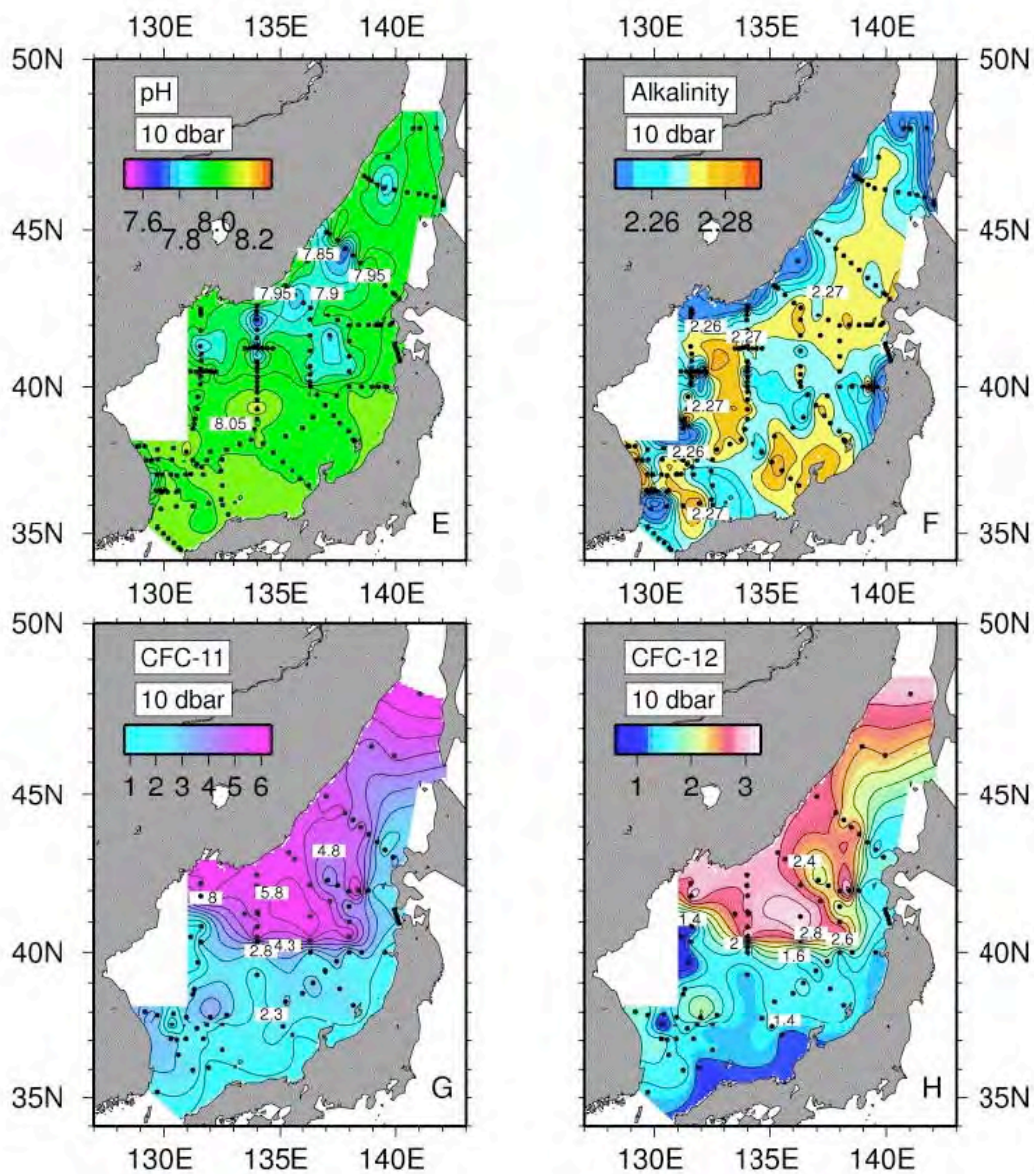 130E 135E 140E 130E 135E 140E
50N 50N
pH Alkalinity
10 dbar 10 dbar
7.6 8.0 2.26 2.28
7.8 8.2
45N 45N
7.85
7.95
7.95 7.9 2.27
2.26
2.27
40N 40N
8.05 2.27
2.26
35N E 2.27 F 35N
130E 135E 140E 130E 135E 140E
50N 50N
CFC-11 CFC-12
10 dbar 10 dbar
1 2 3 4 5 6 1 2 3
45N 45N
4.8 2.4
5.8
.8 1.4
2.8 4.3 2 2.8 2.6
40N 1.6 40N
2.3 1.4
35N G H 35N
130E 135E 140E 130E 135E 140E